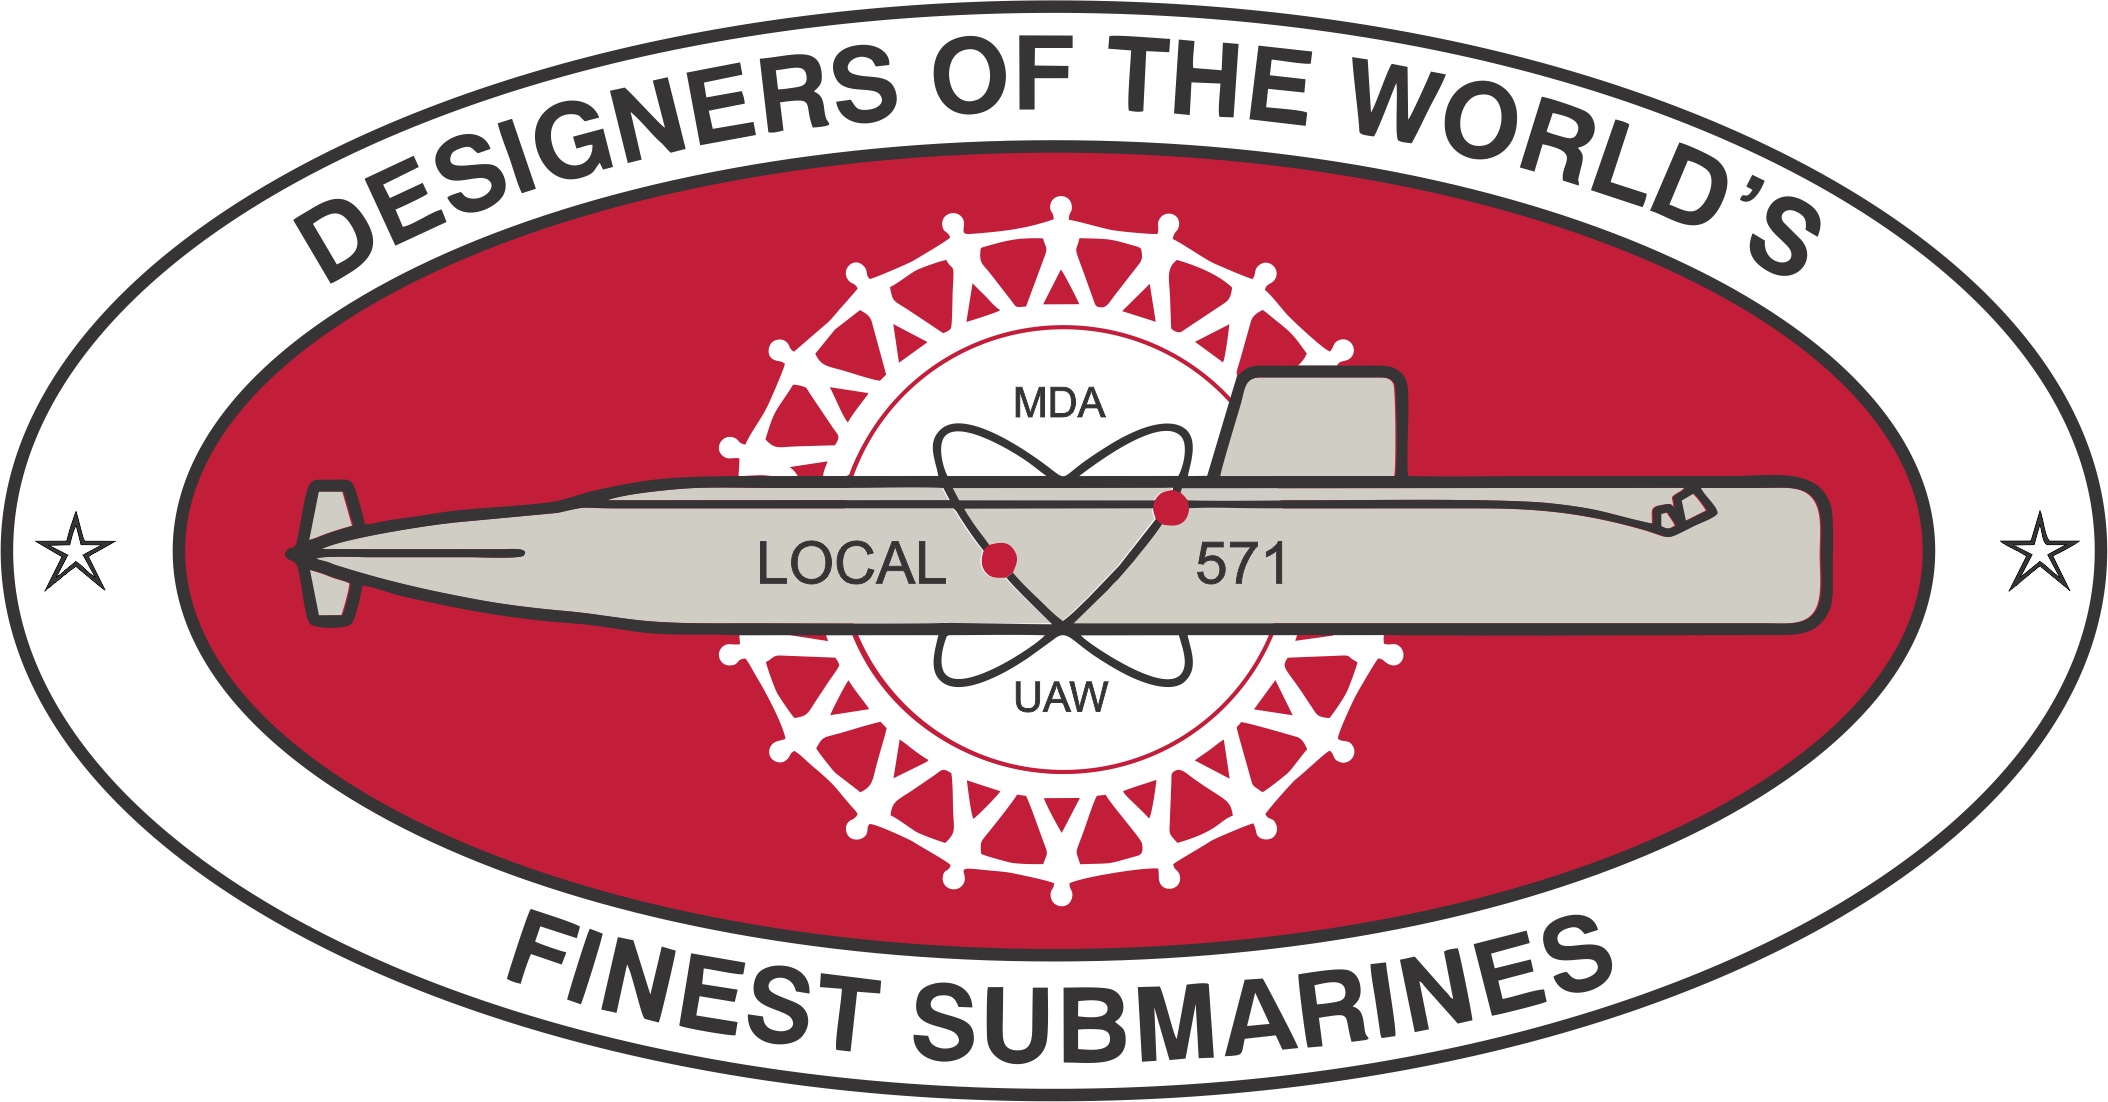 DESIGNERS OF THE WORLD'S
MDA
LOCAL 571
UAW
FINEST SUBMARINES